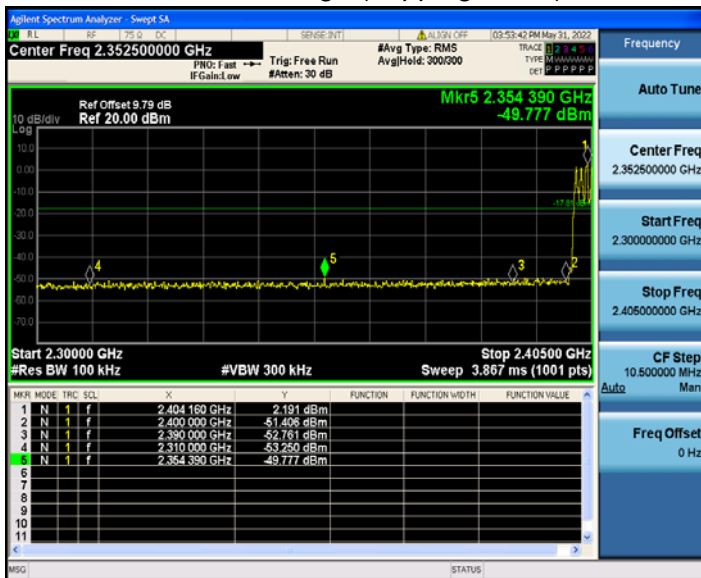 Agilent Spectrum Analyzer - Swept SA
RL RF 75 Ω DC SENSE:INT ALIGN OFF 03:53:42 PM May 31, 2022
Center Freq 2.352500000 GHz
PNO: Fast
IFGain:Low
Trig: Free Run
#Atten: 30 dB
#Avg Type: RMS
Avg|Hold: 300/300
TRACE 1 2 3 4 5 6
TYPE M
DET P P P P P P
Ref Offset 9.79 dB
10 dB/div Ref 20.00 dBm
Log
Mkr5 2.354 390 GHz
-49.777 dBm
10.0
0.00
-10.0
-20.0
-30.0
-40.0
-50.0
-60.0
-70.0
1
2
3
4
5
Start 2.30000 GHz
Stop 2.40500 GHz
#Res BW 100 kHz #VBW 300 kHz Sweep 3.867 ms (1001 pts)
MKR MODE TRC SCL X Y FUNCTION FUNCTION WIDTH FUNCTION VALUE
1 N 1 f 2.404 160 GHz 2.191 dBm
2 N 1 f 2.400 000 GHz -51.406 dBm
3 N 1 f 2.390 000 GHz -52.761 dBm
4 N 1 f 2.310 000 GHz -53.250 dBm
5 N 1 f 2.354 390 GHz -49.777 dBm
6
7
8
9
10
11
MSG STATUS
Frequency
Auto Tune
Center Freq
2.352500000 GHz
Start Freq
2.300000000 GHz
Stop Freq
2.405000000 GHz
CF Step
10.500000 MHz
Auto Man
Freq Offset
0 Hz